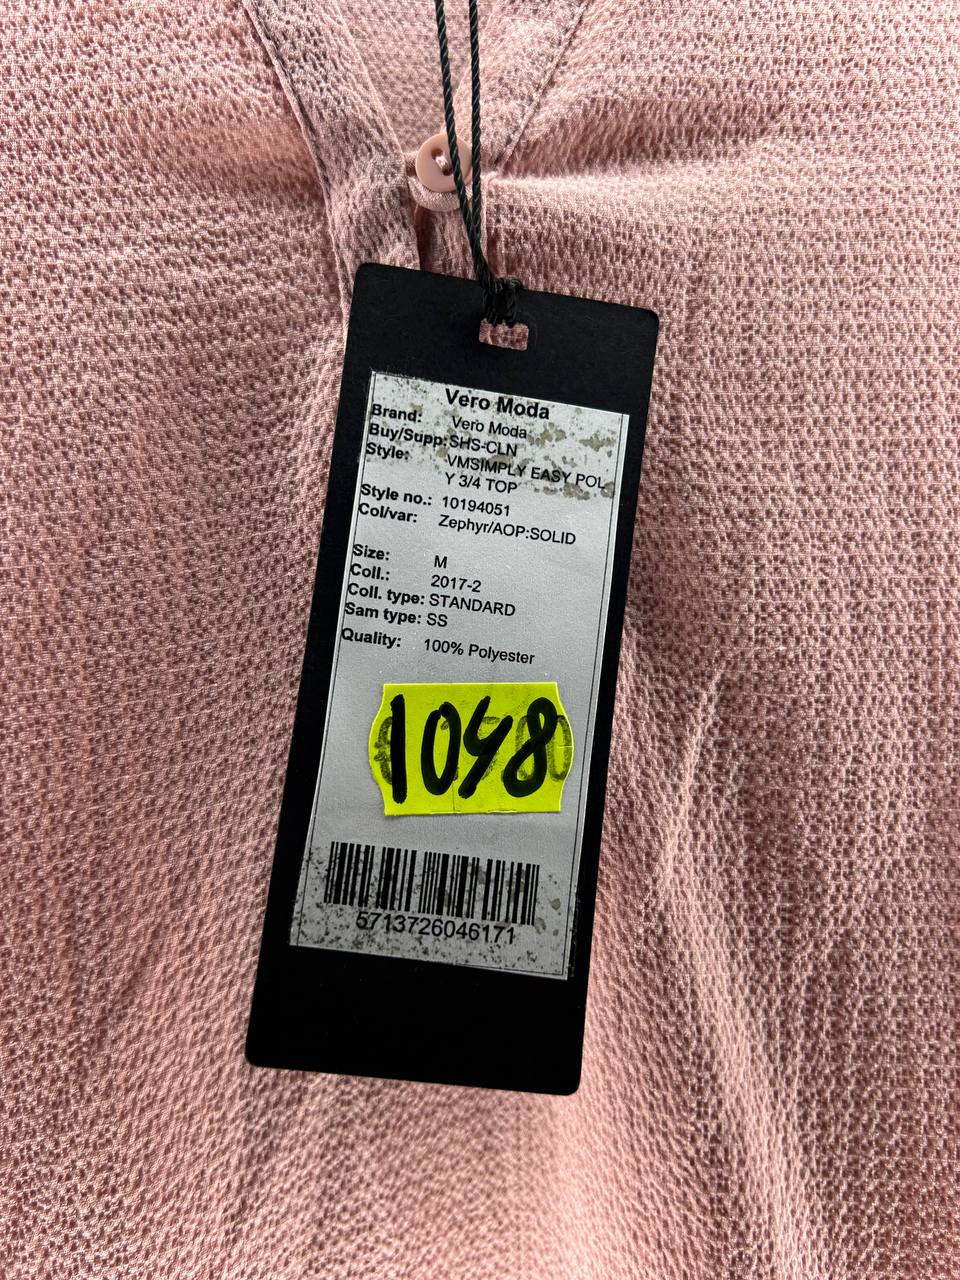 Vero Moda
Brand: Vero Moda
Buy/Supp: SHS-CLN
Style: VMSIMPLY EASY POL
Y 3/4 TOP
Style no.: 10194051
Col/var: Zephyr/AOP:SOLID
Size: M
Coll.: 2017-2
Coll. type: STANDARD
Sam type: SS
Quality: 100% Polyester
1048
5713726046171